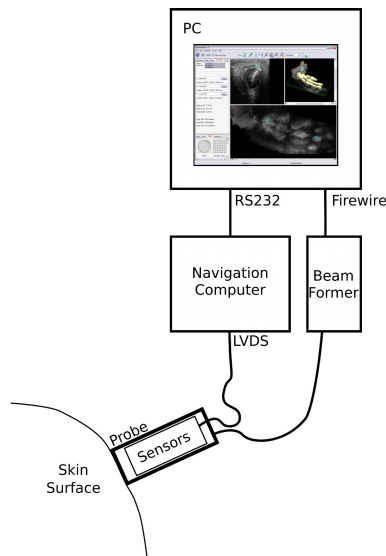 PC
RS232
Firewire
Navigation
Computer
Beam
Former
LVDS
Probe
Sensors
Skin
Surface